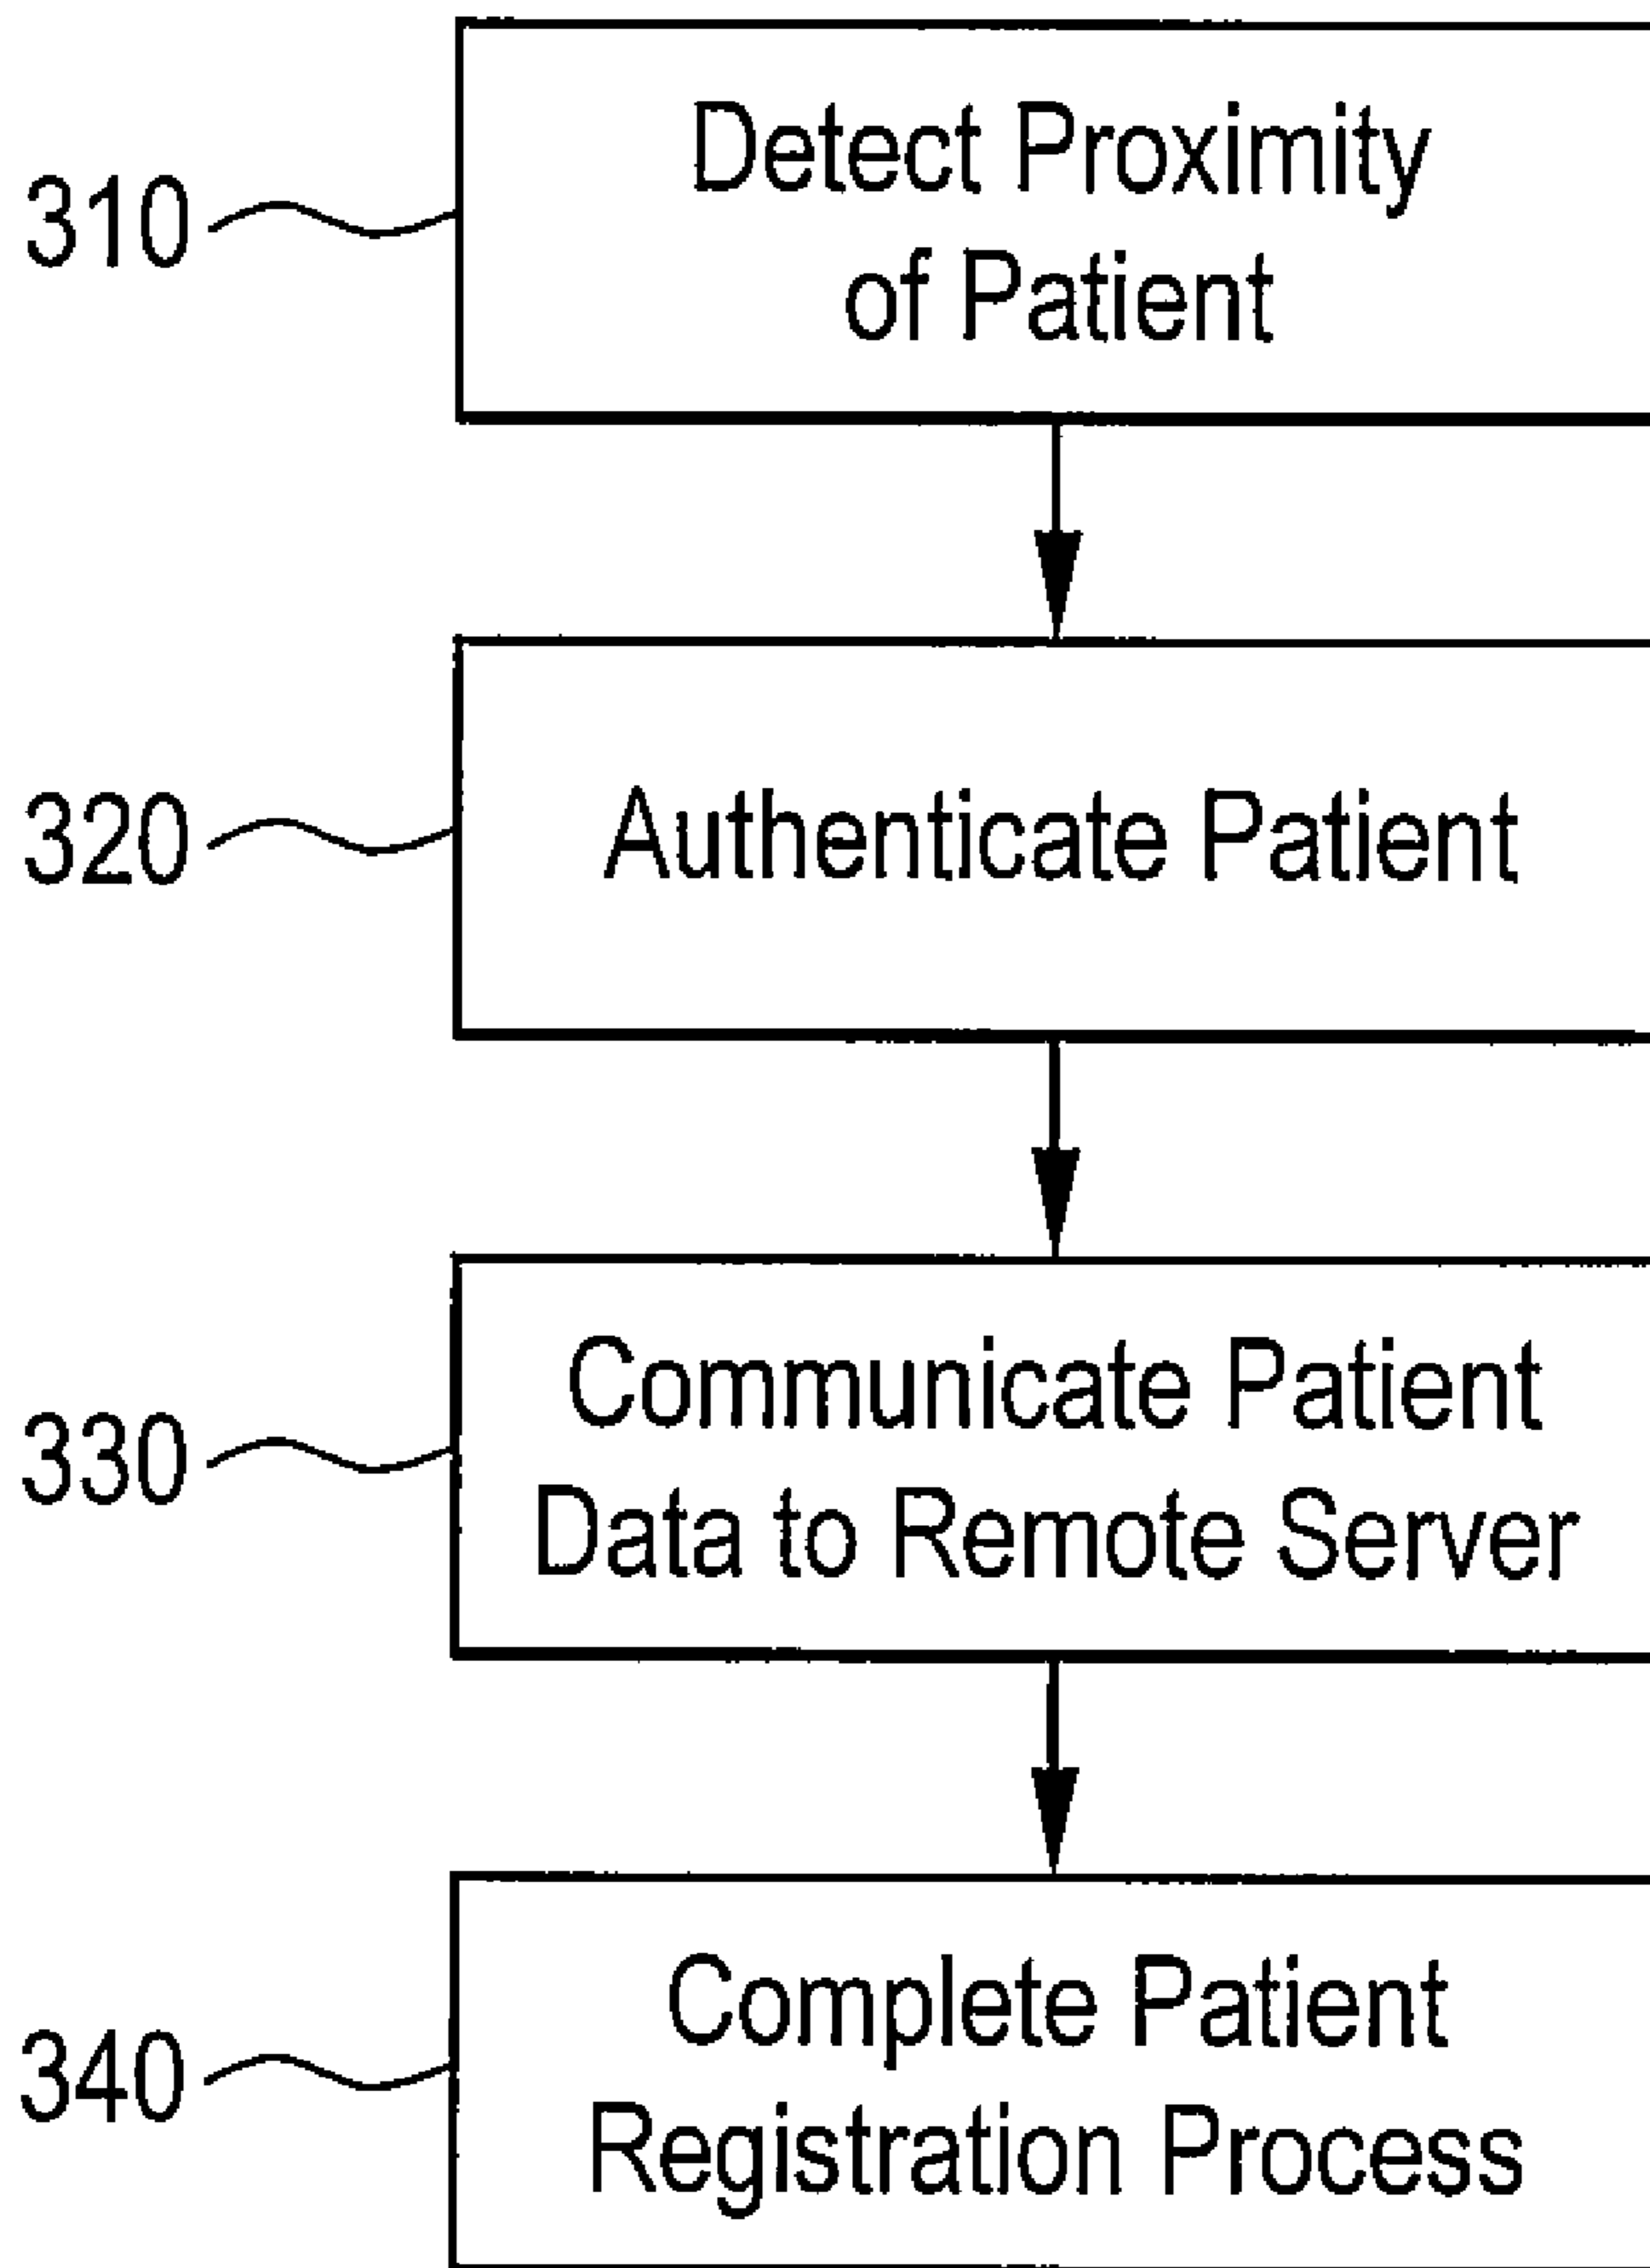 310
Detect Proximity
of Patient
320
Authenticate Patient
330
Communicate Patient
Data to Remote Server
340
Complete Patient
Registration Process